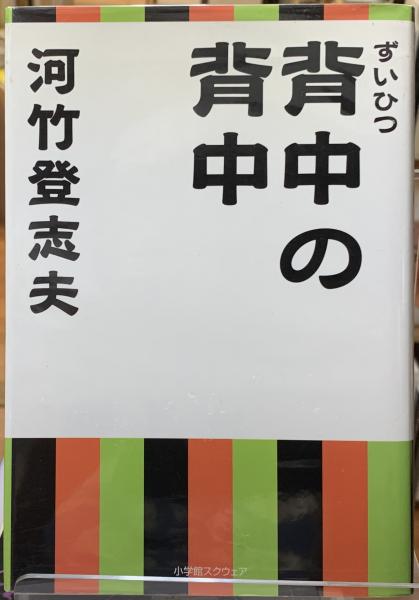 ずいひつ
背中の
背中
河竹登志夫
小学館スクウェア